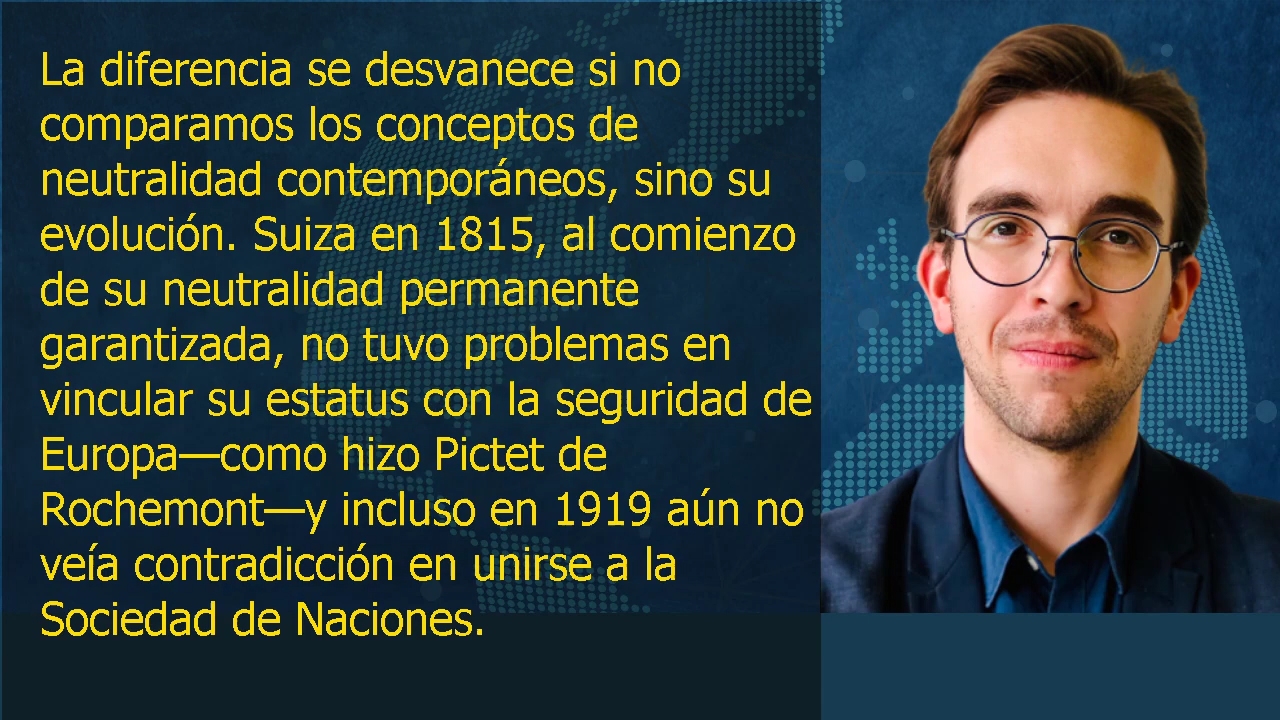 La diferencia se desvanece si no
comparamos los conceptos de
neutralidad contemporáneos, sino su
evolución. Suiza en 1815, al comienzo
de su neutralidad permanente
garantizada, no tuvo problemas en
vincular su estatus con la seguridad de
Europa—como hizo Pictet de
Rochemont—y incluso en 1919 aún no
veía contradicción en unirse a la
Sociedad de Naciones.